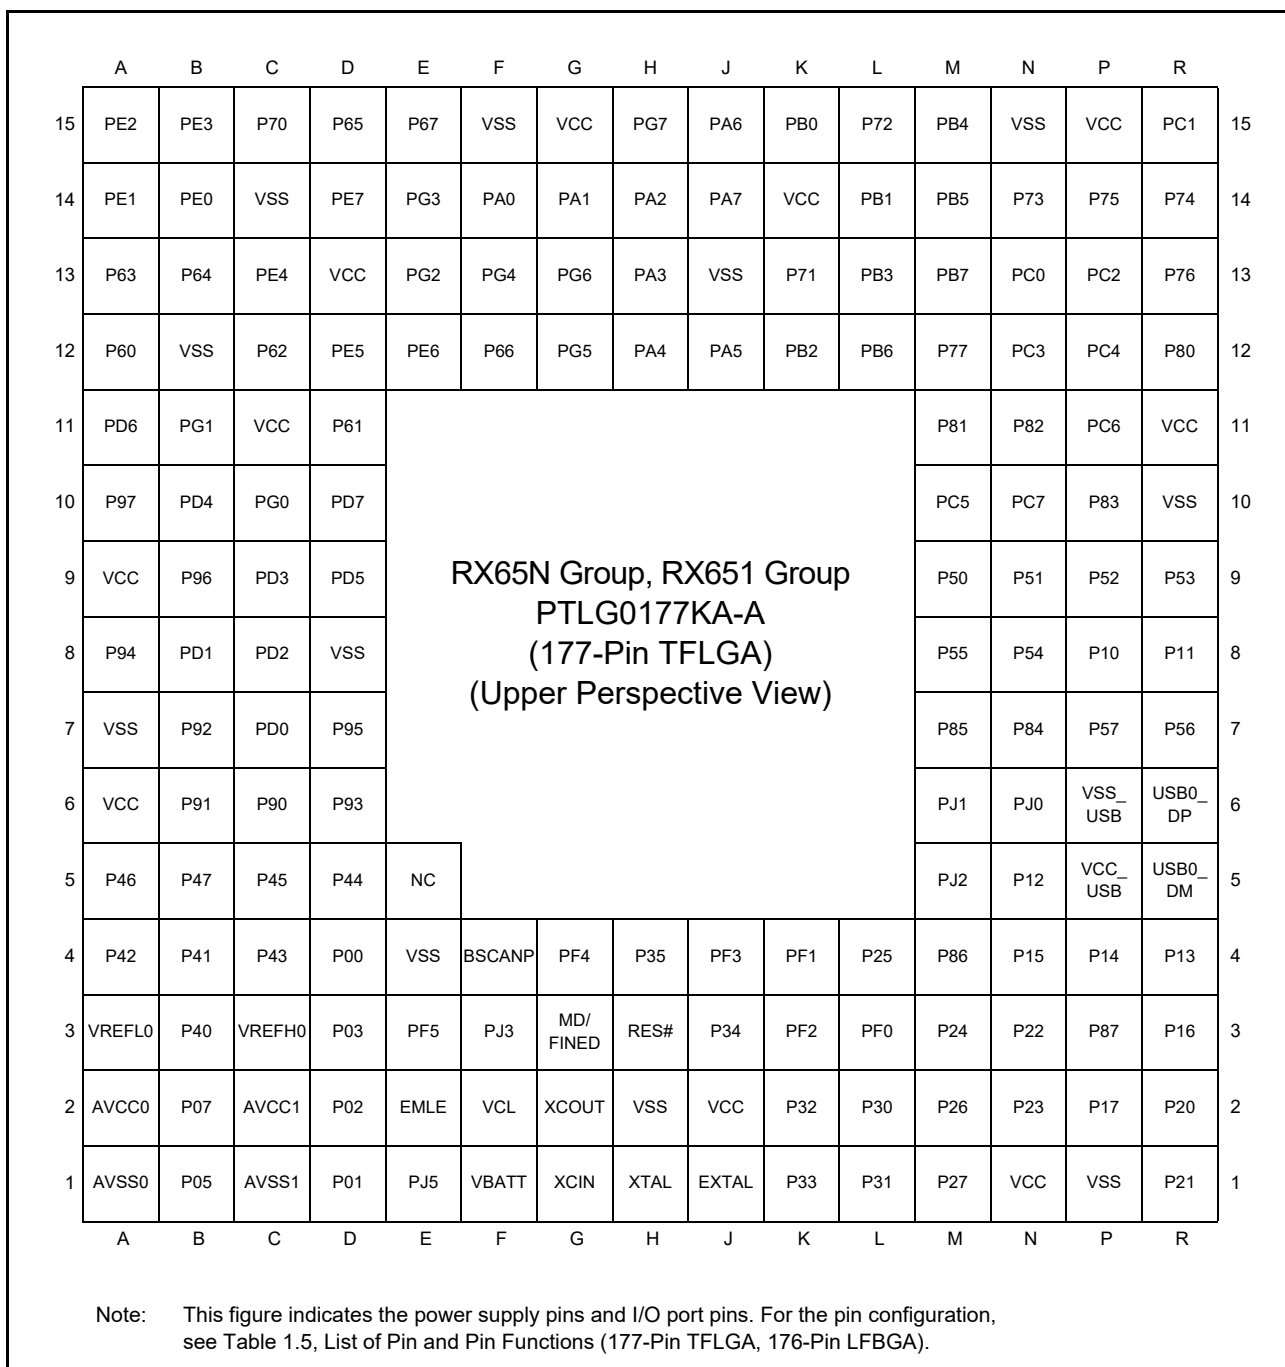 A B C D E F G H J K L M N P R
15 PE2 PE3 P70 P65 P67 VSS VCC PG7 PA6 PB0 P72 PB4 VSS VCC PC1 15
14 PE1 PE0 VSS PE7 PG3 PA0 PA1 PA2 PA7 VCC PB1 PB5 P73 P75 P74 14
13 P63 P64 PE4 VCC PG2 PG4 PG6 PA3 VSS P71 PB3 PB7 PC0 PC2 P76 13
12 P60 VSS P62 PE5 PE6 P66 PG5 PA4 PA5 PB2 PB6 P77 PC3 PC4 P80 12
11 PD6 PG1 VCC P61 P81 P82 PC6 VCC 11
10 P97 PD4 PG0 PD7 PC5 PC7 P83 VSS 10
9 VCC P96 PD3 PD5 P50 P51 P52 P53 9
8 P94 PD1 PD2 VSS P55 P54 P10 P11 8
7 VSS P92 PD0 P95 P85 P84 P57 P56 7
6 VCC P91 P90 P93 PJ1 PJ0 VSS_USB USB0_DP 6
5 P46 P47 P45 P44 NC PJ2 P12 VCC_USB USB0_DM 5
RX65N Group, RX651 Group
PTLG0177KA-A
(177-Pin TFLGA)
(Upper Perspective View)
4 P42 P41 P43 P00 VSS BSCANP PF4 P35 PF3 PF1 P25 P86 P15 P14 P13 4
3 VREFL0 P40 VREFH0 P03 PF5 PJ3 MD/FINED RES# P34 PF2 PF0 P24 P22 P87 P16 3
2 AVCC0 P07 AVCC1 P02 EMLE VCL XCOUT VSS VCC P32 P30 P26 P23 P17 P20 2
1 AVSS0 P05 AVSS1 P01 PJ5 VBATT XCIN XTAL EXTAL P33 P31 P27 VCC VSS P21 1
A B C D E F G H J K L M N P R
Note: This figure indicates the power supply pins and I/O port pins. For the pin configuration,
see Table 1.5, List of Pin and Pin Functions (177-Pin TFLGA, 176-Pin LFBGA).